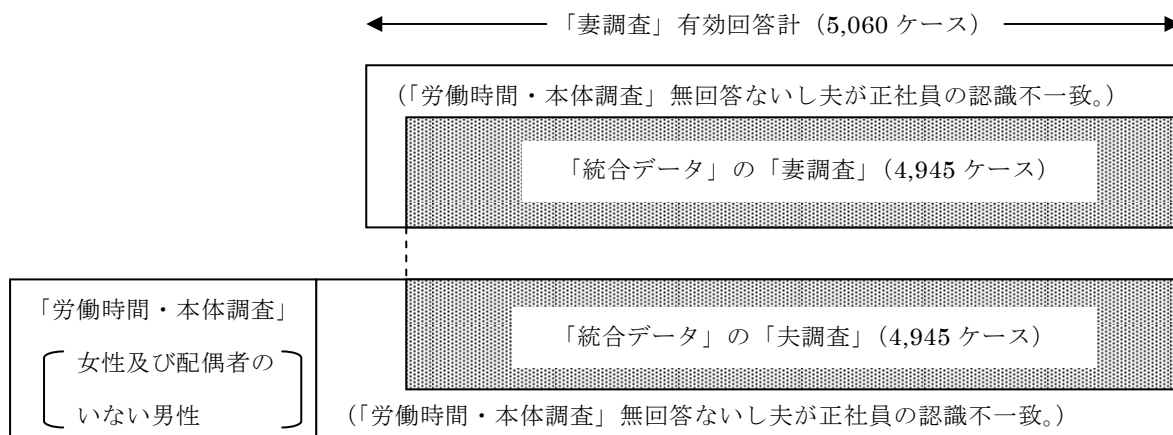 「妻調査」有効回答計（5,060 ケース）
（「労働時間・本体調査」無回答ないし夫が正社員の認識不一致。）
「統合データ」の「妻調査」（4,945 ケース）
「労働時間・本体調査」
女性及び配偶者の
いない男性
「統合データ」の「夫調査」（4,945 ケース）
（「労働時間・本体調査」無回答ないし夫が正社員の認識不一致。）